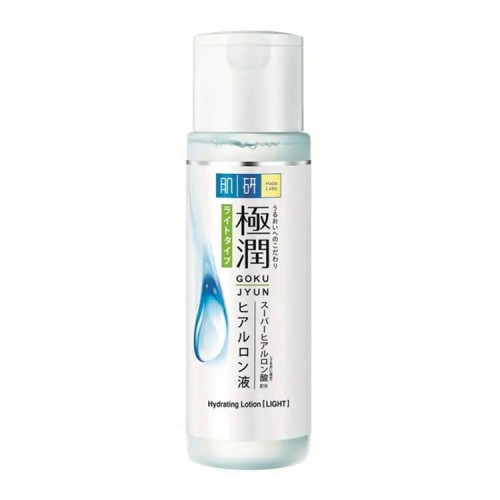 肌研
Hada
Labo
うるおいへのこだわり
極潤
ライトタイプ
GOKU
JYUN
ヒアルロン液
スーパーヒアルロン酸
配合
Hydrating Lotion [LIGHT]